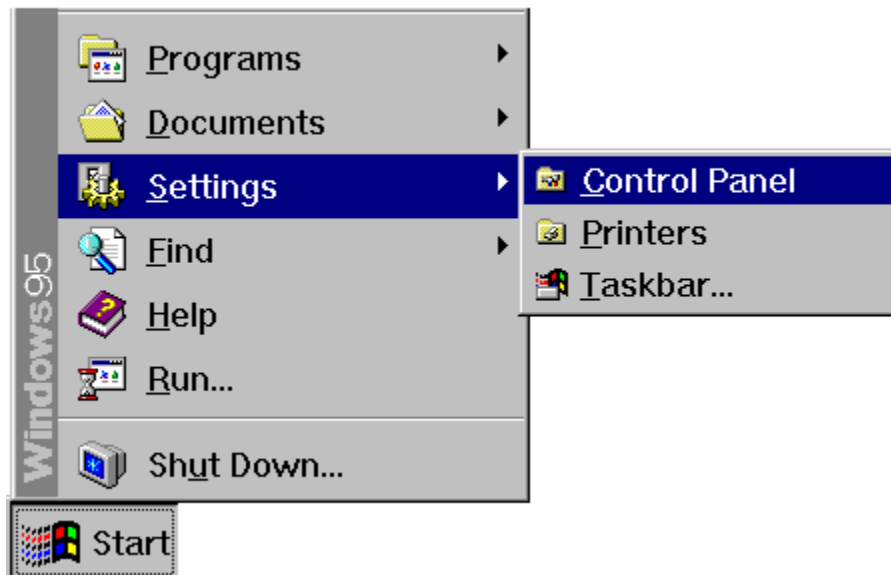 Programs
Documents
Settings
Find
Help
Run...
Shut Down...
Windows95
Start
Control Panel
Printers
Taskbar...